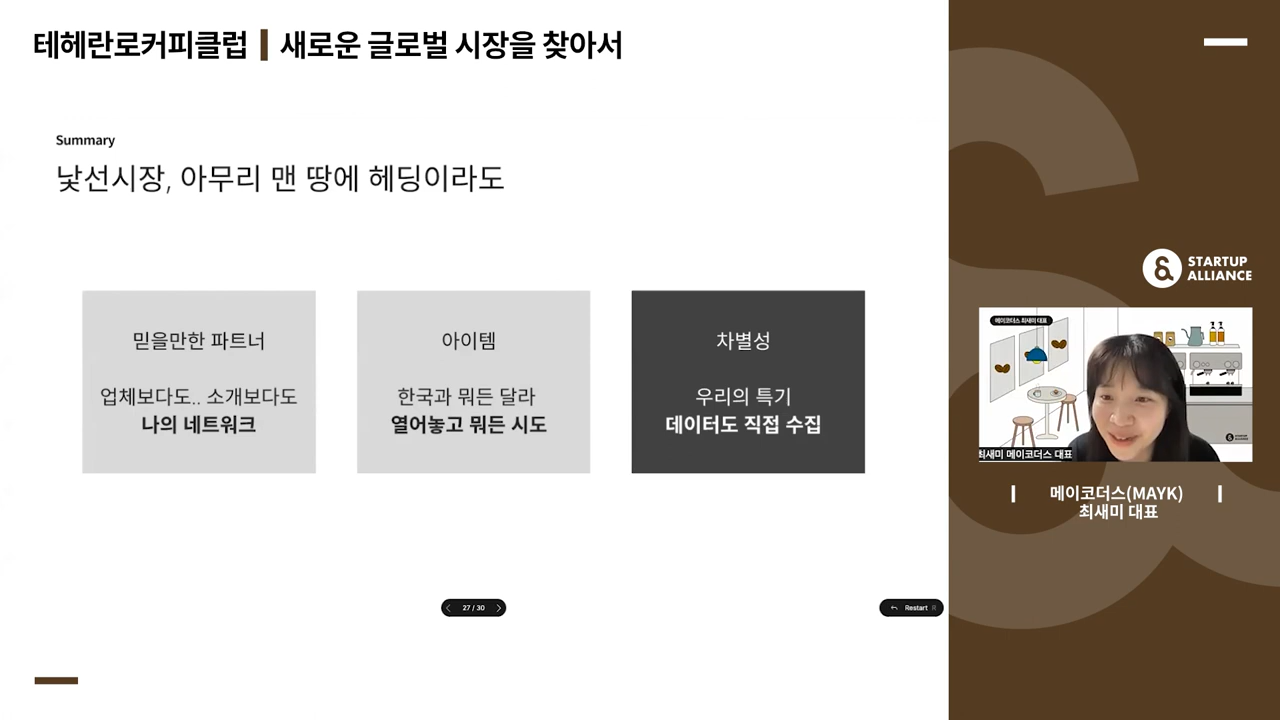 테헤란로커피클럽 | 새로운 글로벌 시장을 찾아서
Summary
낯선시장, 아무리 맨 땅에 헤딩이라도
믿을만한 파트너
업체보다도.. 소개보다도
나의 네트워크
아이템
한국과 뭐든 달라
열어놓고 뭐든 시도
차별성
우리의 특기
데이터도 직접 수집
27 / 30
Restart R
STARTUP
ALLIANCE
메이코더스 최새미 대표
최새미 메이코더스 대표
메이코더스(MAYK)
최새미 대표